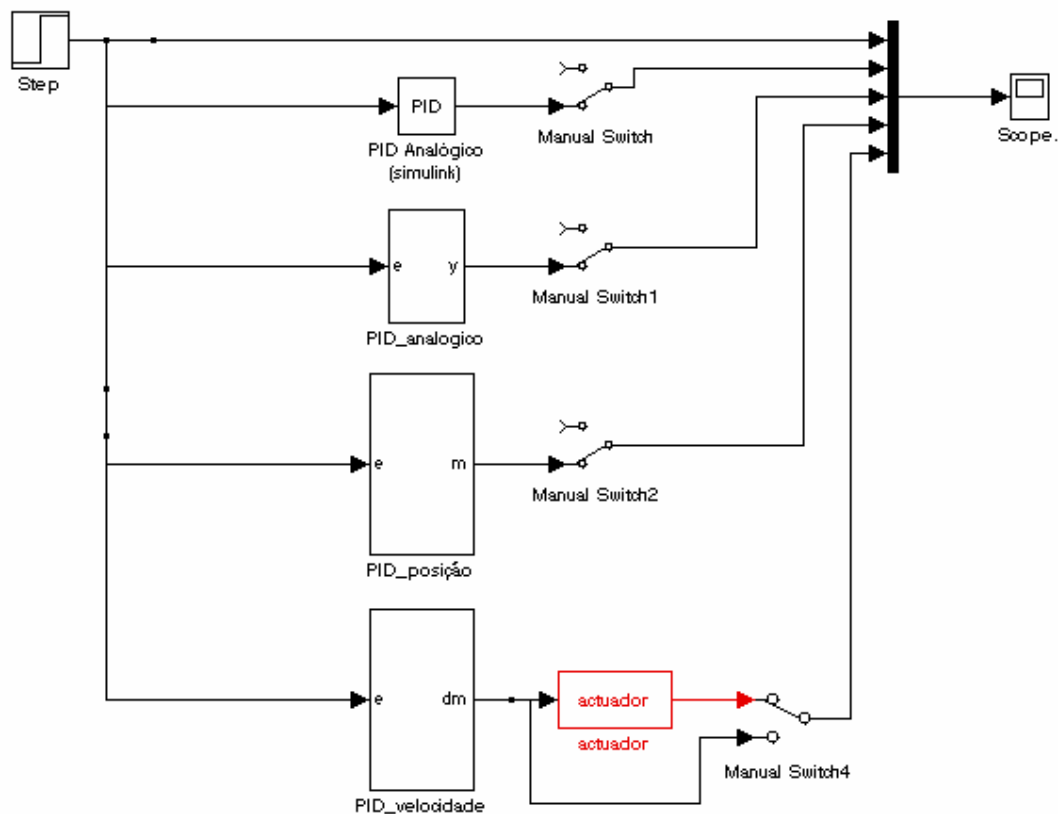 Step
PID
PID Analógico
(simulink)
Manual Switch
Scope.
e
y
PID_analogico
Manual Switch1
e
m
PID_posição
Manual Switch2
e
dm
PID_velocidade
actuador
actuador
Manual Switch4